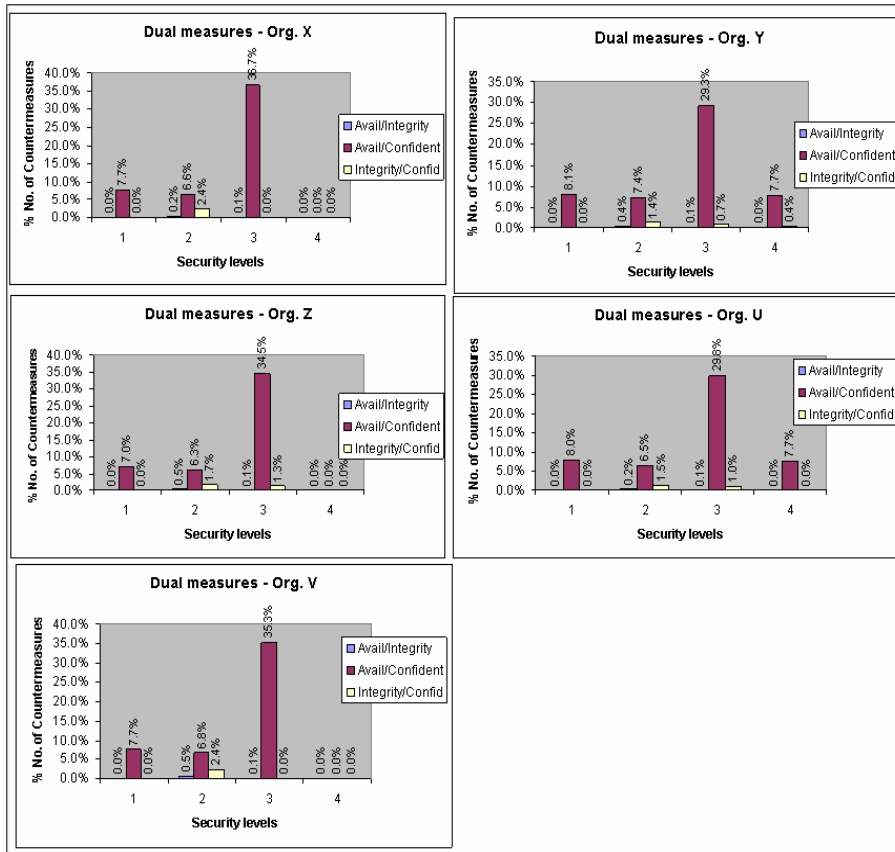 Dual measures - Org. X
% No. of Countermeasures
40.0%
35.0%
30.0%
25.0%
20.0%
15.0%
10.0%
5.0%
0.0%
0.0%
7.7%
0.0%
0.2%
6.6%
2.4%
0.1%
36.7%
0.0%
0.0%
0.0%
0.0%
1 2 3 4
Security levels
Avail/Integrity
Avail/Confident
Integrity/Confid
Dual measures - Org. Y
% No. of Countermeasures
35.0%
30.0%
25.0%
20.0%
15.0%
10.0%
5.0%
0.0%
0.0%
8.1%
0.0%
0.4%
7.4%
1.4%
0.1%
29.3%
0.7%
0.0%
7.7%
0.4%
1 2 3 4
Security levels
Avail/Integrity
Avail/Confident
Integrity/Confid
Dual measures - Org. Z
% No. of Countermeasures
40.0%
35.0%
30.0%
25.0%
20.0%
15.0%
10.0%
5.0%
0.0%
0.0%
7.0%
0.0%
0.5%
6.3%
1.7%
0.1%
34.5%
1.3%
0.0%
0.0%
0.0%
1 2 3 4
Security levels
Avail/Integrity
Avail/Confident
Integrity/Confid
Dual measures - Org. U
% No. of Countermeasures
35.0%
30.0%
25.0%
20.0%
15.0%
10.0%
5.0%
0.0%
0.0%
8.0%
0.0%
0.2%
6.5%
1.5%
0.1%
29.8%
1.0%
0.0%
7.7%
0.0%
1 2 3 4
Security levels
Avail/Integrity
Avail/Confident
Integrity/Confid
Dual measures - Org. V
% No. of Countermeasures
40.0%
35.0%
30.0%
25.0%
20.0%
15.0%
10.0%
5.0%
0.0%
0.0%
7.7%
0.0%
0.5%
6.8%
2.4%
0.1%
35.3%
0.0%
0.0%
0.0%
0.0%
1 2 3 4
Security levels
Avail/Integrity
Avail/Confident
Integrity/Confid